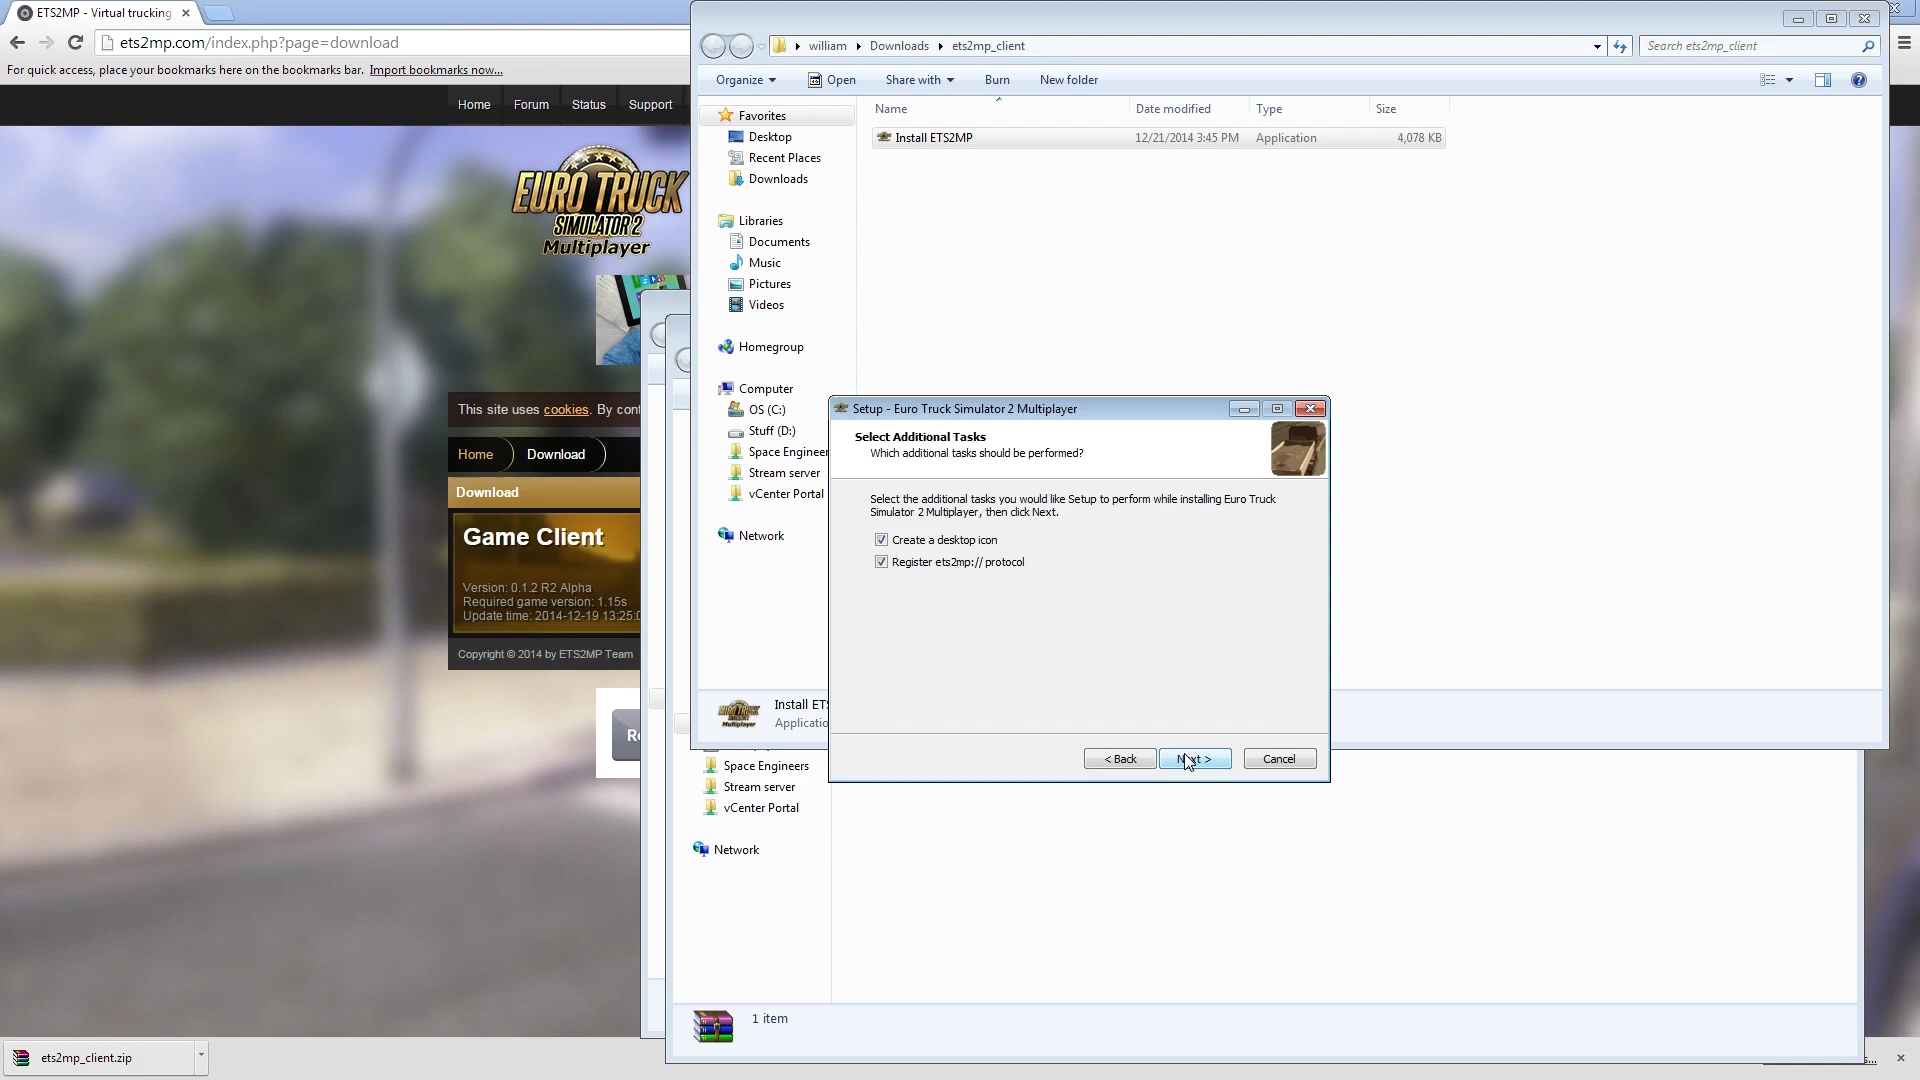 ETS2MP - Virtual trucking
ets2mp.com/index.php?page=download
For quick access, place your bookmarks here on the bookmarks bar. Import bookmarks now...
Home Forum Status Support
EURO TRUCK
SIMULATOR 2
Multiplayer
This site uses cookies. By con
Home Download
Download
Game Client
Version: 0.1.2 R2 Alpha
Required game version: 1.15s
Update time: 2014-12-19 13:25:0
Copyright © 2014 by ETS2MP Team
Re
ets2mp_client.zip
william Downloads ets2mp_client
Search ets2mp_client
Organize Open Share with Burn New folder
Name Date modified Type Size
Install ETS2MP 12/21/2014 3:45 PM Application 4,078 KB
Favorites
Desktop
Recent Places
Downloads
Libraries
Documents
Music
Pictures
Videos
Homegroup
Computer
OS (C:)
Stuff (D:)
Space Engineer
Stream server
vCenter Portal
Network
Install ETS
Applicatio
Setup - Euro Truck Simulator 2 Multiplayer
Select Additional Tasks
Which additional tasks should be performed?
Select the additional tasks you would like Setup to perform while installing Euro Truck
Simulator 2 Multiplayer, then click Next.
Create a desktop icon
Register ets2mp:// protocol
< Back Next > Cancel
Space Engineers
Stream server
vCenter Portal
Network
1 item